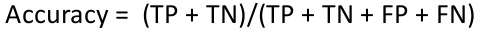 Accuracy = (TP + TN)/(TP + TN + FP + FN)